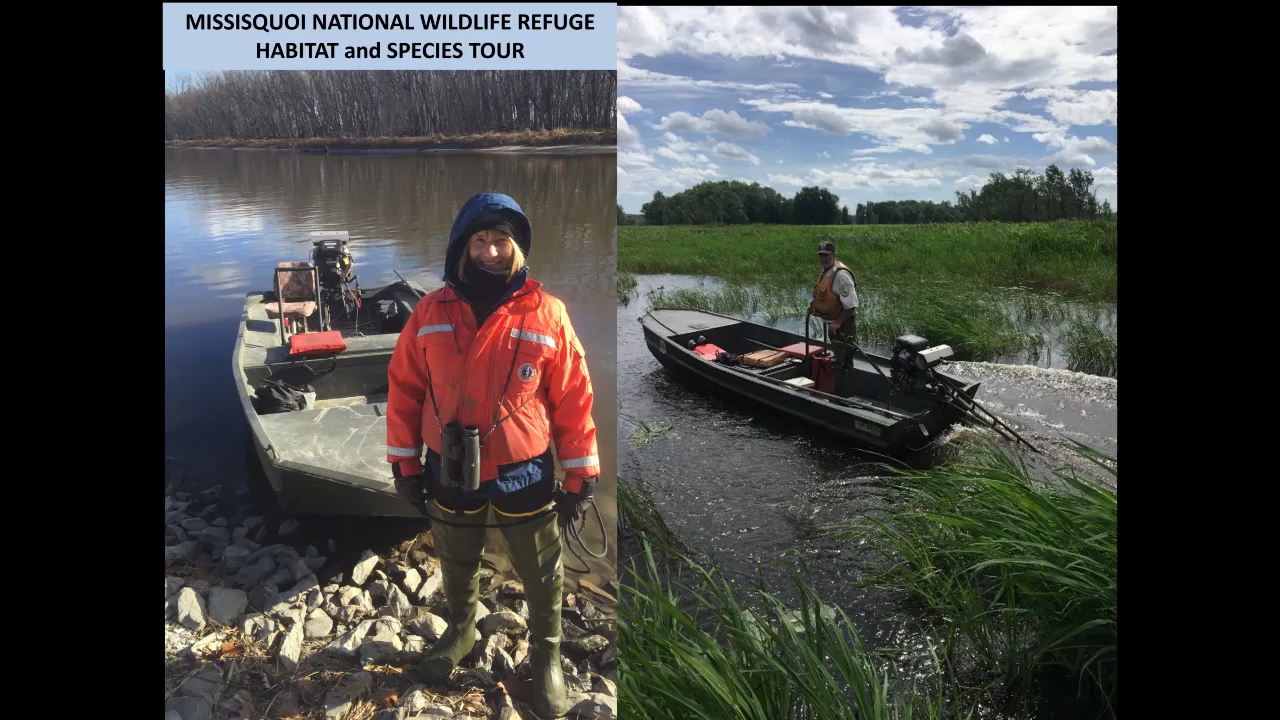 MISSISQUOI NATIONAL WILDLIFE REFUGE
HABITAT and SPECIES TOUR